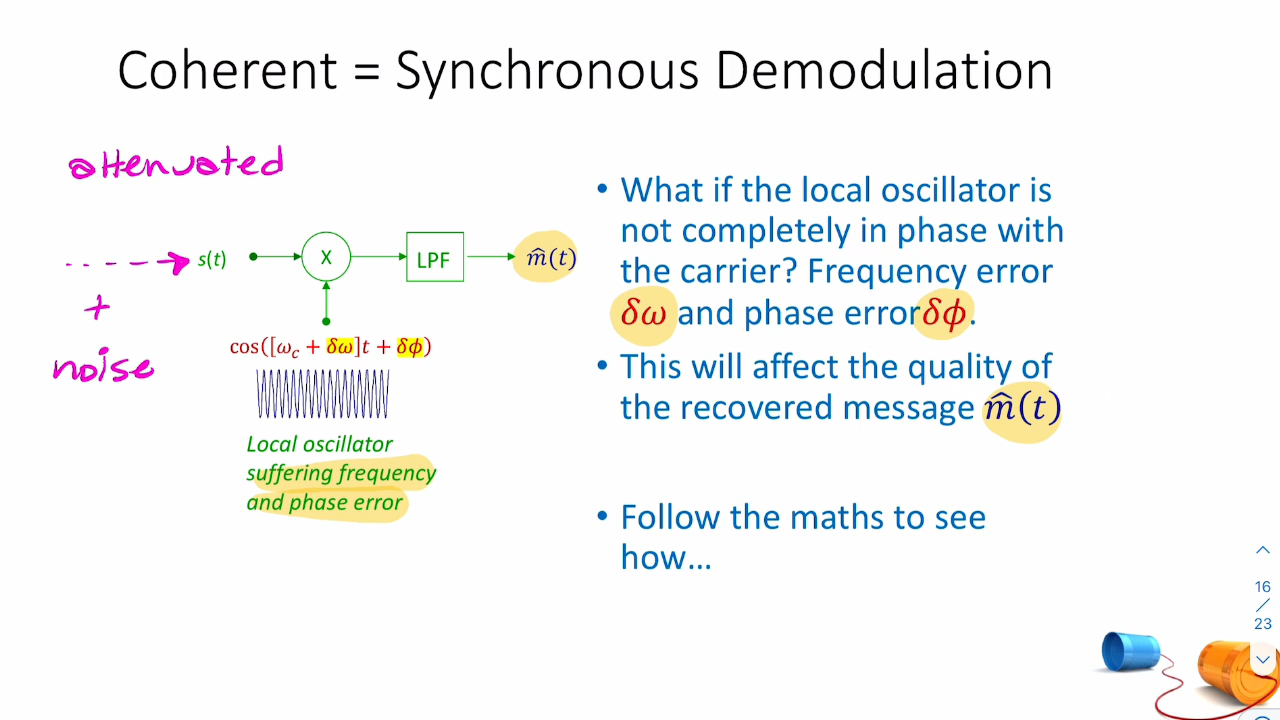 Coherent = Synchronous Demodulation
attenuated
s(t)
X
LPF
m̂(t)
+
noise
cos([ω_c + δω]t + δϕ)
Local oscillator
suffering frequency
and phase error
• What if the local oscillator is
not completely in phase with
the carrier? Frequency error
δω and phase error δϕ.
• This will affect the quality of
the recovered message m̂(t)
• Follow the maths to see
how...
16
/
23